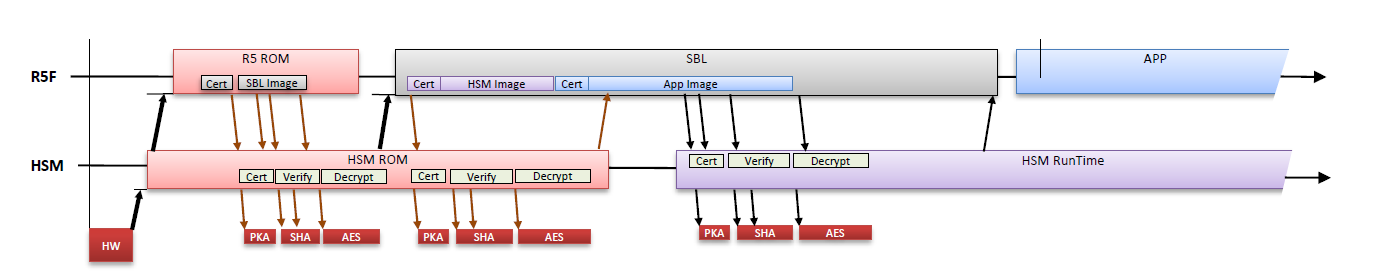 R5 ROM
SBL
APP
R5F
Cert
SBL Image
Cert
HSM Image
Cert
App Image
HSM
HSM ROM
HSM RunTime
Cert
Verify
Decrypt
Cert
Verify
Decrypt
Cert
Verify
Decrypt
HW
PKA
SHA
AES
PKA
SHA
AES
PKA
SHA
AES